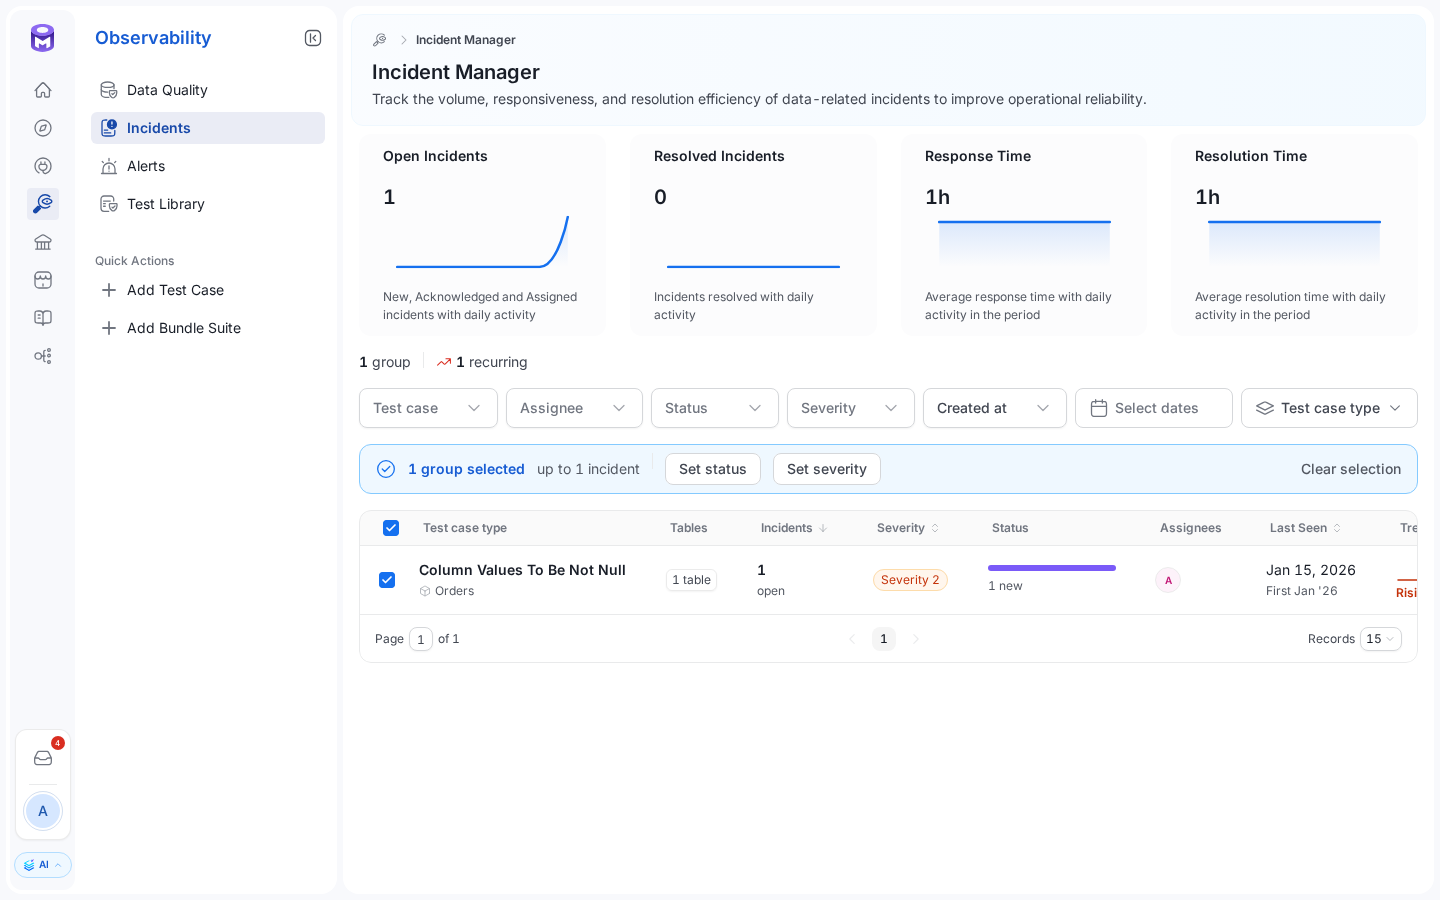 Observability
Data Quality
Incidents
Alerts
Test Library
Quick Actions
Add Test Case
Add Bundle Suite
4
A
AI
Incident Manager
Incident Manager
Track the volume, responsiveness, and resolution efficiency of data-related incidents to improve operational reliability.
Open Incidents
1
New, Acknowledged and Assigned
incidents with daily activity
Resolved Incidents
0
Incidents resolved with daily
activity
Response Time
1h
Average response time with daily
activity in the period
Resolution Time
1h
Average resolution time with daily
activity in the period
1 group 1 recurring
Test case Assignee Status Severity Created at Select dates Test case type
1 group selected up to 1 incident Set status Set severity Clear selection
Test case type Tables Incidents Severity Status Assignees Last Seen Tre
Column Values To Be Not Null
Orders
1 table
1
open
Severity 2
1 new
A
Jan 15, 2026
First Jan '26
Risi
Page 1 of 1 1 Records 15